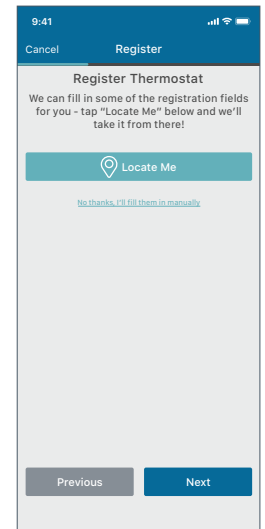 9:41
Cancel Register
Register Thermostat
We can fill in some of the registration fields
for you - tap "Locate Me" below and we'll
take it from there!
Locate Me
No thanks, I'll fill them in manually
Previous Next